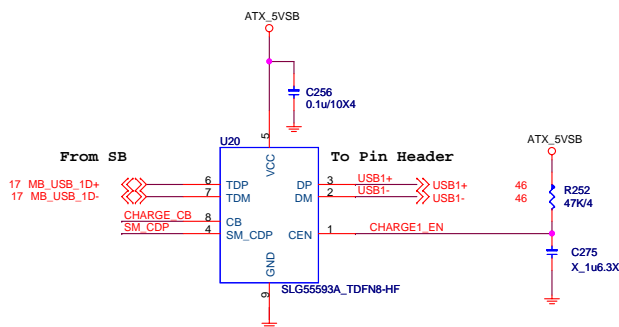 ATX_5VSB
C256
0.1u/10X4
U20
5
VCC
From SB
To Pin Header
ATX_5VSB
17 MB_USB_1D+
6
TDP
DP
3
USB1+
USB1+
46
17 MB_USB_1D-
7
TDM
DM
2
USB1-
USB1-
46
R252
47K/4
CHARGE_CB
8
CB
SM_CDP
4
SM_CDP
CEN
1
CHARGE1_EN
C275
X_1u6.3X
GND
9
SLG55593A_TDFN8-HF